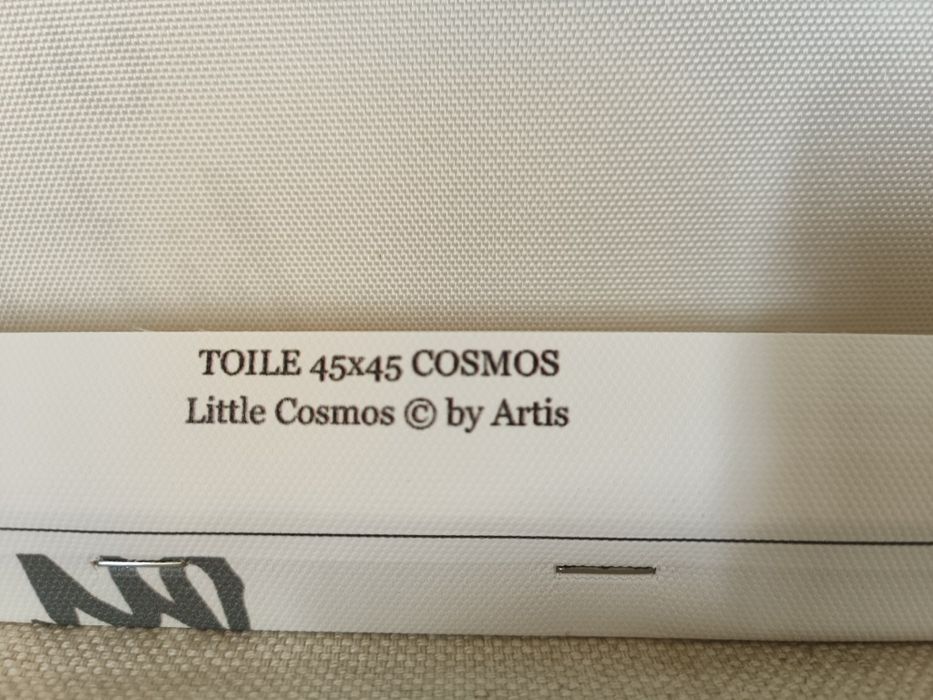 TOILE 45x45 COSMOS
Little Cosmos © by Artis